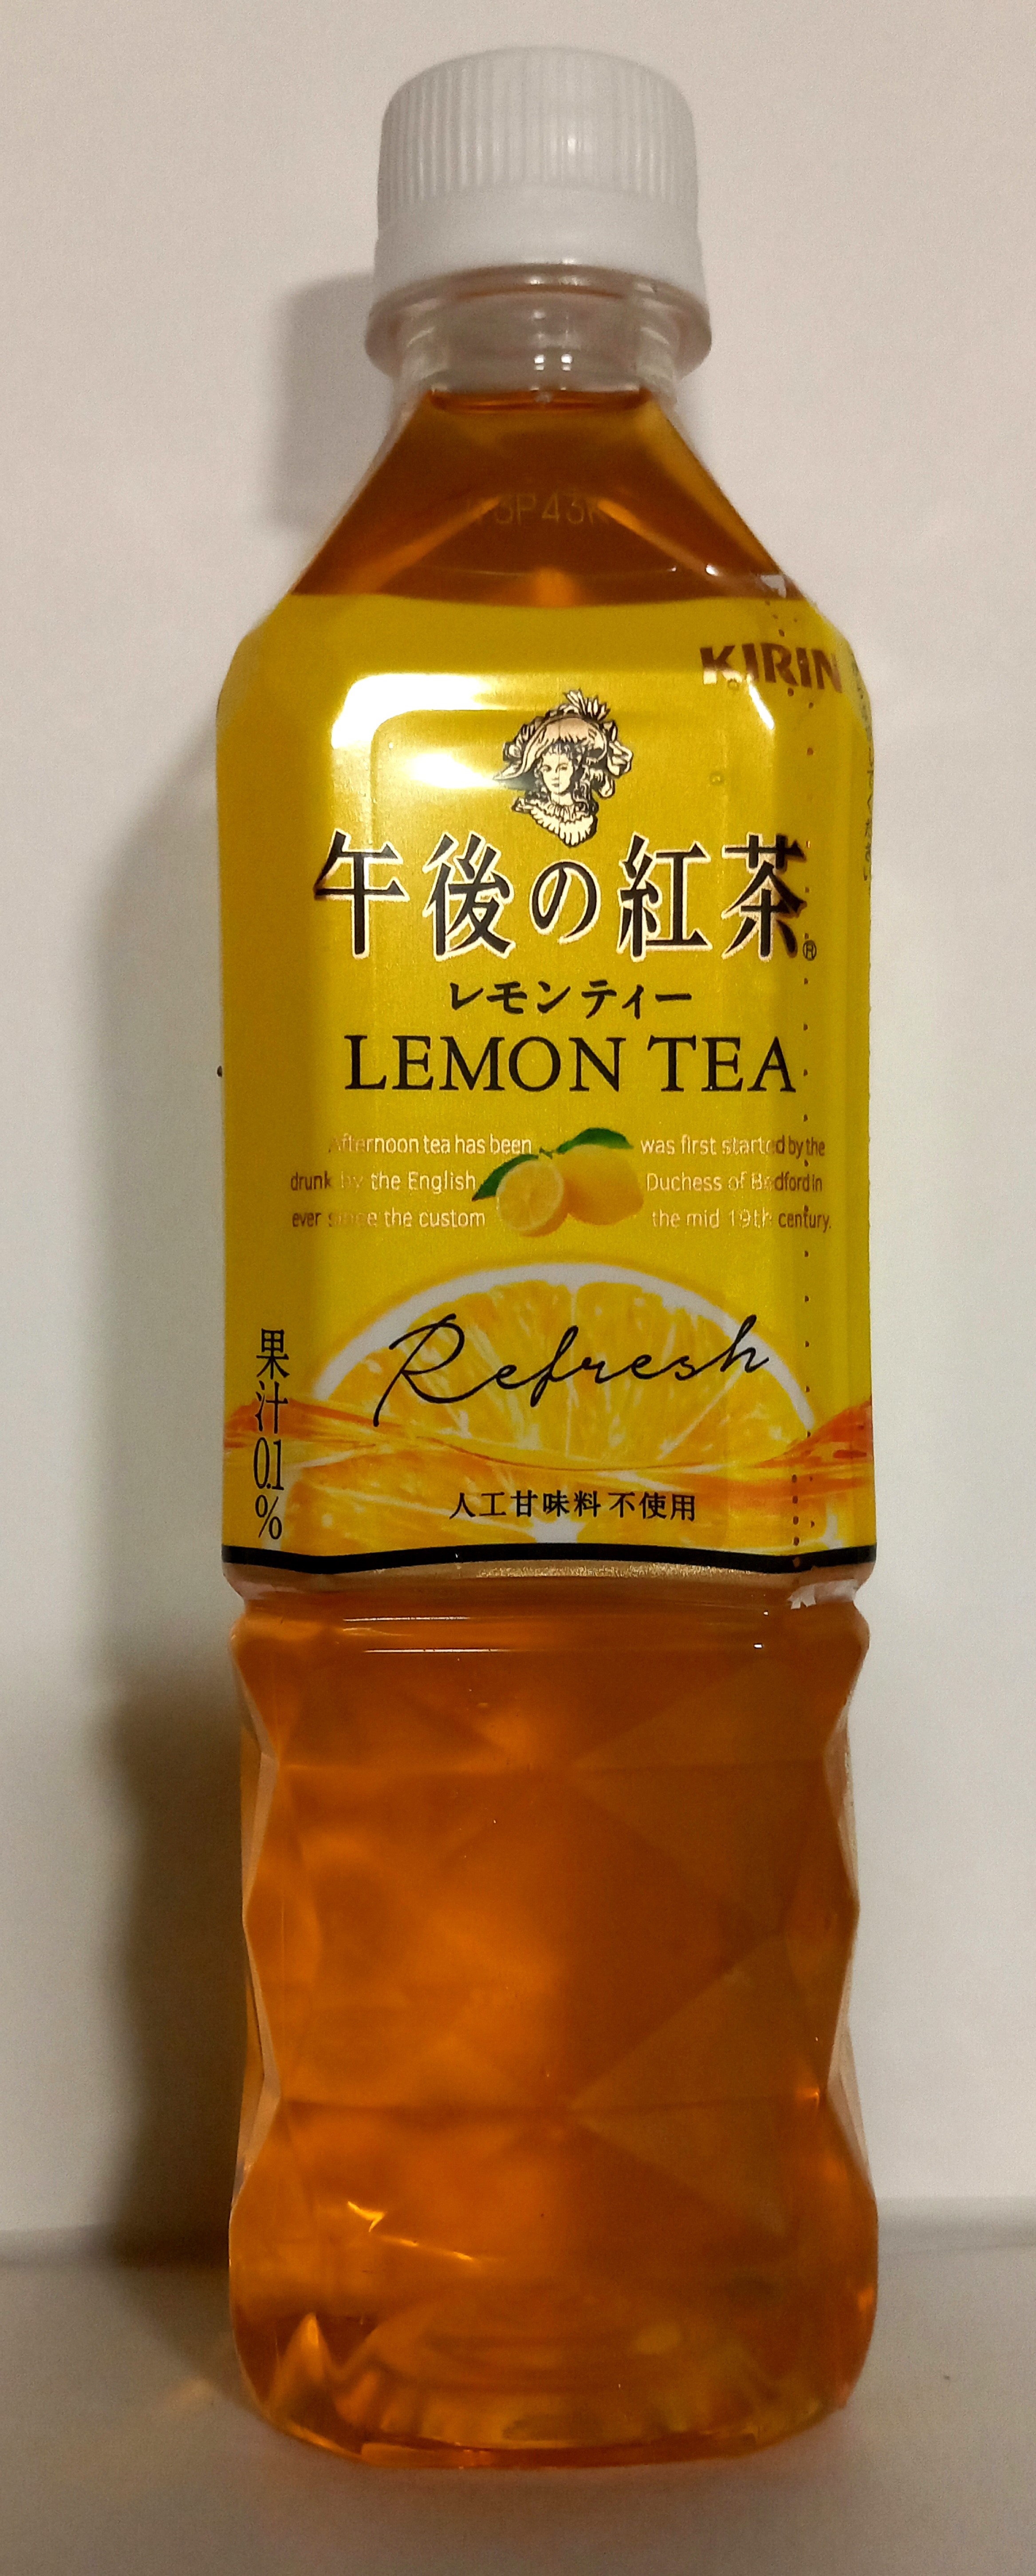 KIRIN
午後の紅茶®
レモンティー
LEMON TEA
Afternoon tea has been
drunk by the English
ever since the custom
was first started by the
Duchess of Bedford in
the mid 19th century.
Refresh
果汁0.1%
人工甘味料不使用